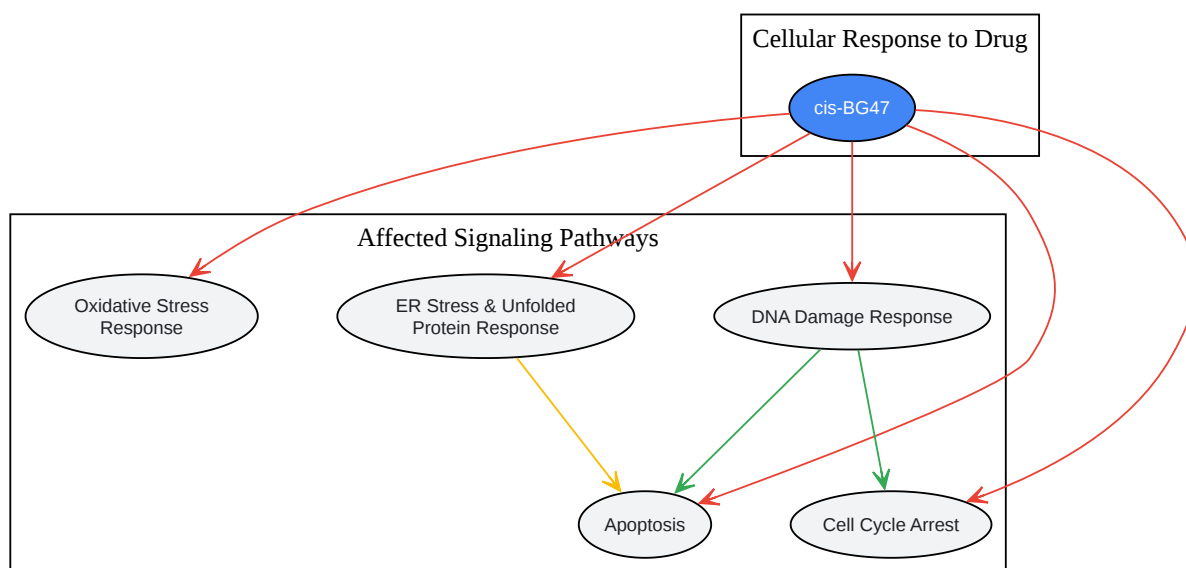 Cellular Response to Drug
cis-BG47
Affected Signaling Pathways
Oxidative Stress
Response
ER Stress & Unfolded
Protein Response
DNA Damage Response
Apoptosis
Cell Cycle Arrest